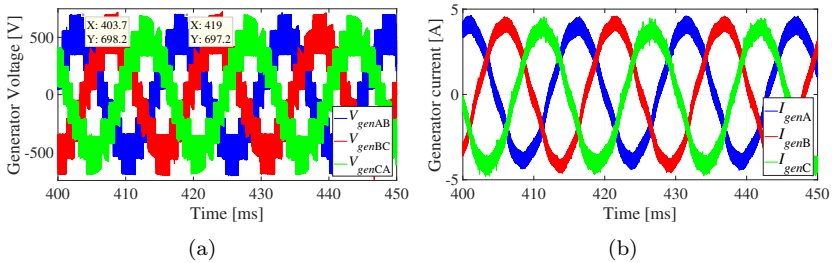 X: 403.7
Y: 698.2
X: 419
Y: 697.2
Generator Voltage [V]
500
0
-500
V_genAB
V_genBC
V_genCA
400 410 420 430 440 450
Time [ms]
(a)
Generator current [A]
5
0
-5
I_genA
I_genB
I_genC
400 410 420 430 440 450
Time [ms]
(b)